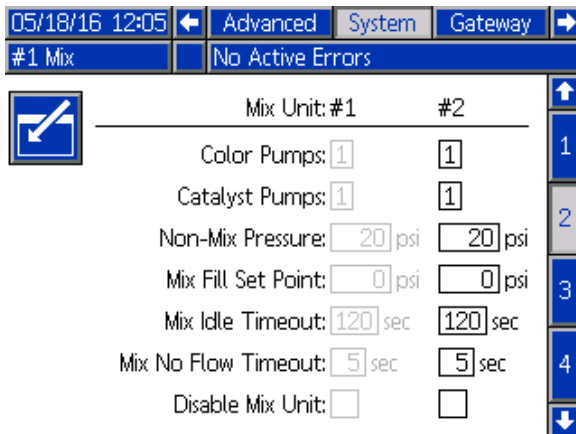 05/18/16 12:05 Advanced System Gateway
#1 Mix No Active Errors
Mix Unit: #1 #2
Color Pumps: 1 1
1
Catalyst Pumps: 1 1
Non-Mix Pressure: 20 psi 20 psi
2
Mix Fill Set Point: 0 psi 0 psi
3
Mix Idle Timeout: 120 sec 120 sec
Mix No Flow Timeout: 5 sec 5 sec
4
Disable Mix Unit: